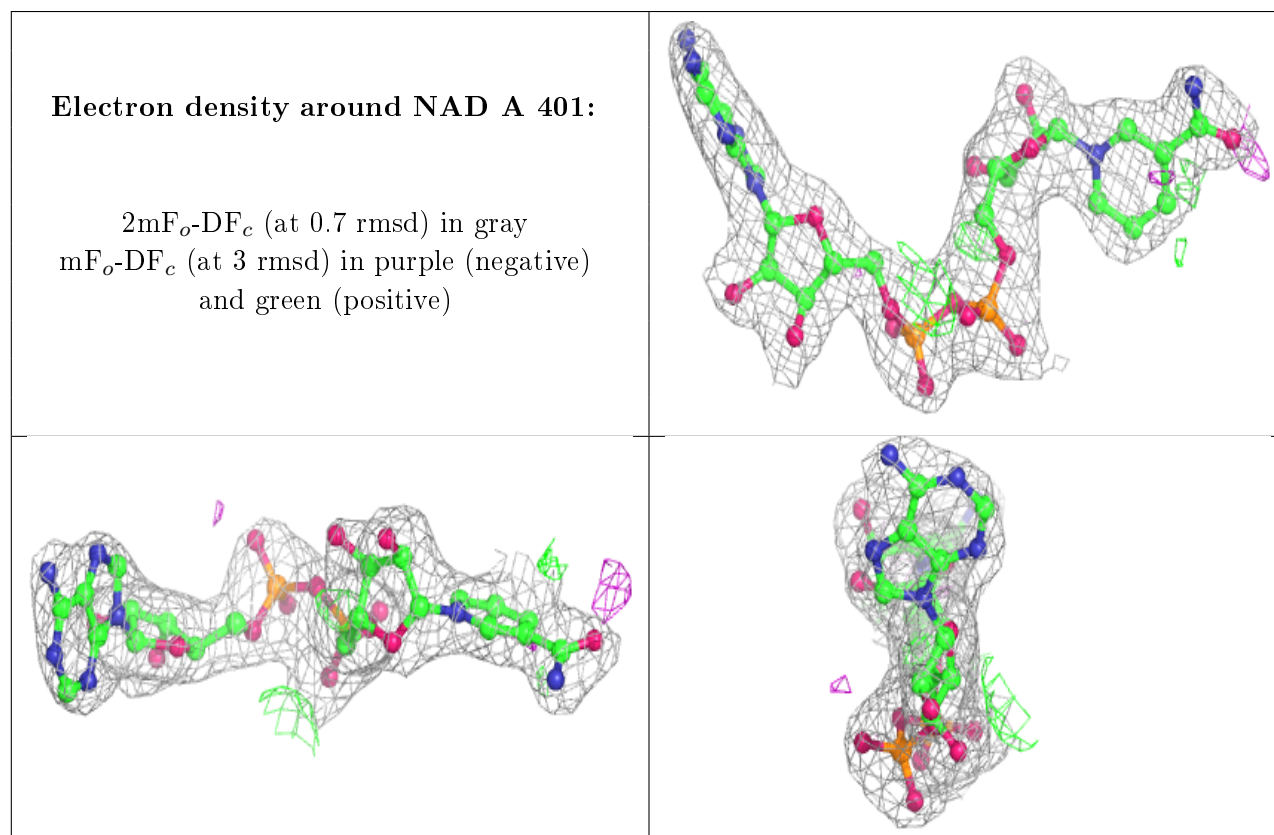 Electron density around NAD A 401:
2mFo-DFc (at 0.7 rmsd) in gray
mFo-DFc (at 3 rmsd) in purple (negative)
and green (positive)